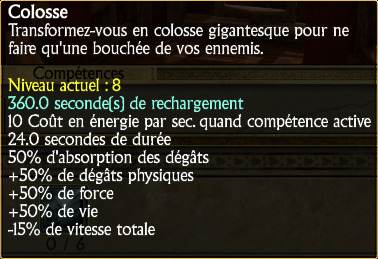 Colosse
Transformez-vous en colosse gigantesque pour ne
faire qu'une bouchée de vos ennemis.
Compétences
Niveau actuel : 8
360.0 seconde(s) de rechargement
10 Coût en énergie par sec. quand compétence active
24.0 secondes de durée
50% d'absorption des dégâts
+50% de dégâts physiques
+50% de force
+50% de vie
-15% de vitesse totale
0 / 6